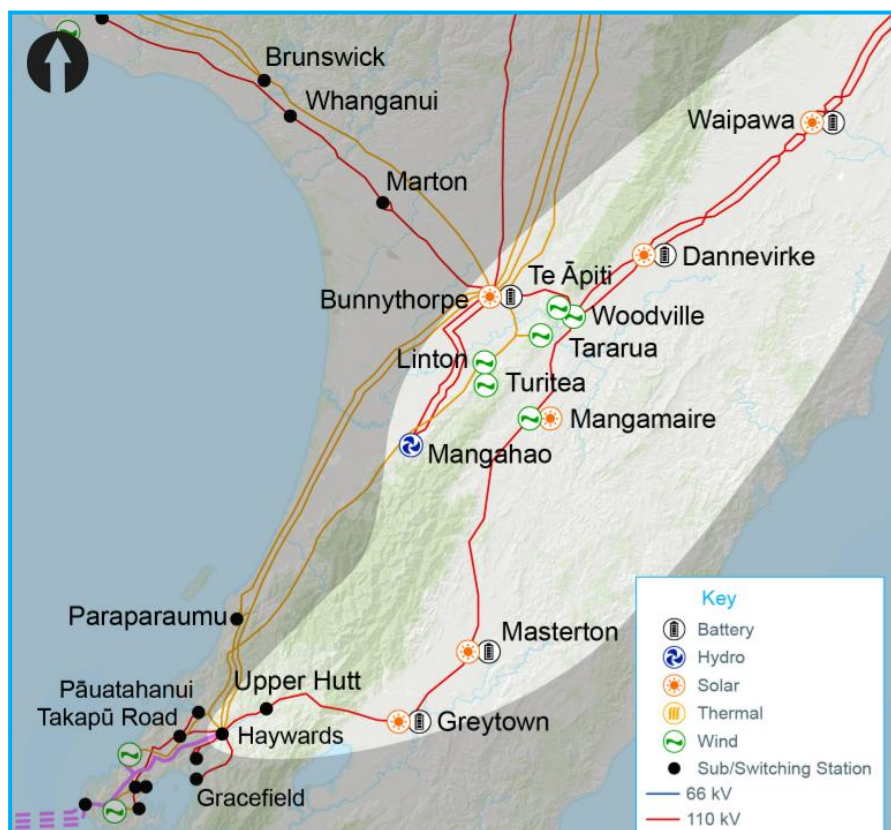 Brunswick
Whanganui
Waipawa
Marton
Dannevirke
Te Āpiti
Bunnythorpe
Woodville
Tararua
Linton
Turitea
Mangamaire
Mangahao
Key
Battery
Paraparaumu
Masterton
Hydro
Solar
Pāuatahanui
Upper Hutt
Thermal
Takapū Road
Greytown
Wind
Haywards
Sub/Switching Station
Gracefield
66 kV
110 kV